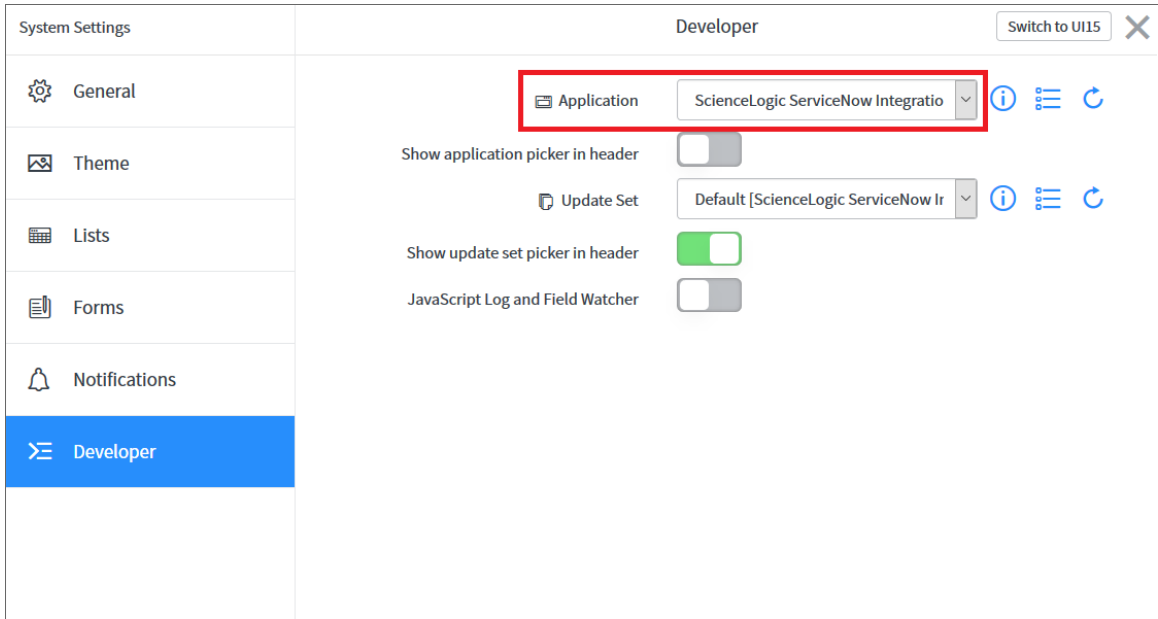 System Settings
Developer
Switch to UI15
General
Theme
Lists
Forms
Notifications
Developer
Application
ScienceLogic ServiceNow Integratio
Show application picker in header
Update Set
Default [ScienceLogic ServiceNow Ir
Show update set picker in header
JavaScript Log and Field Watcher